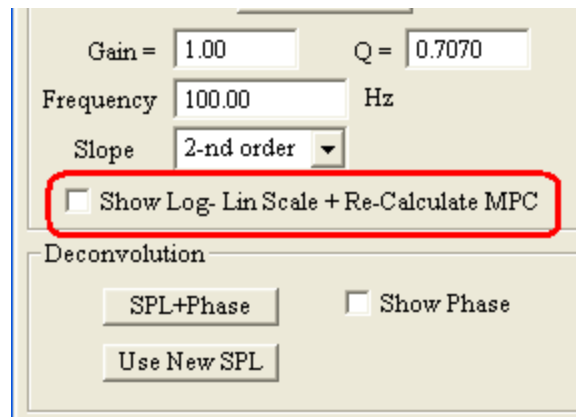 Gain = 1.00 Q = 0.7070
Frequency 100.00 Hz
Slope 2-nd order
Show Log- Lin Scale + Re-Calculate MPC
Deconvolution
SPL+Phase Show Phase
Use New SPL